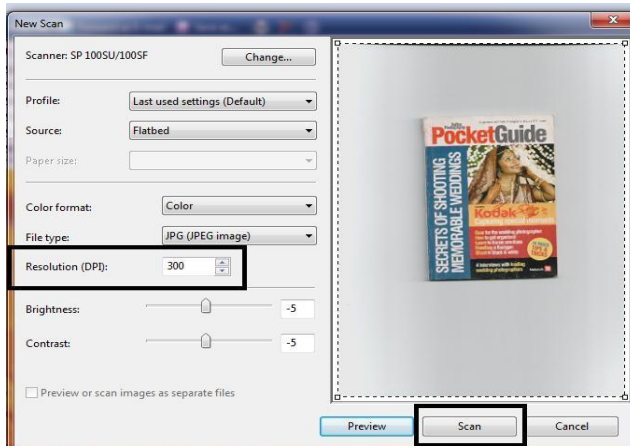 New Scan
Scanner: SP 100SU/100SF
Change...
Profile:
Last used settings (Default)
Source:
Flatbed
Paper size:
Color format:
Color
File type:
JPG (JPEG image)
Resolution (DPI):
300
Brightness:
-5
Contrast:
-5
Preview or scan images as separate files
PocketGuide
SECRETS OF SHOOTING
MEMORABLE WEDDINGS
Kodak
TIPS &
TRICKS
Preview
Scan
Cancel